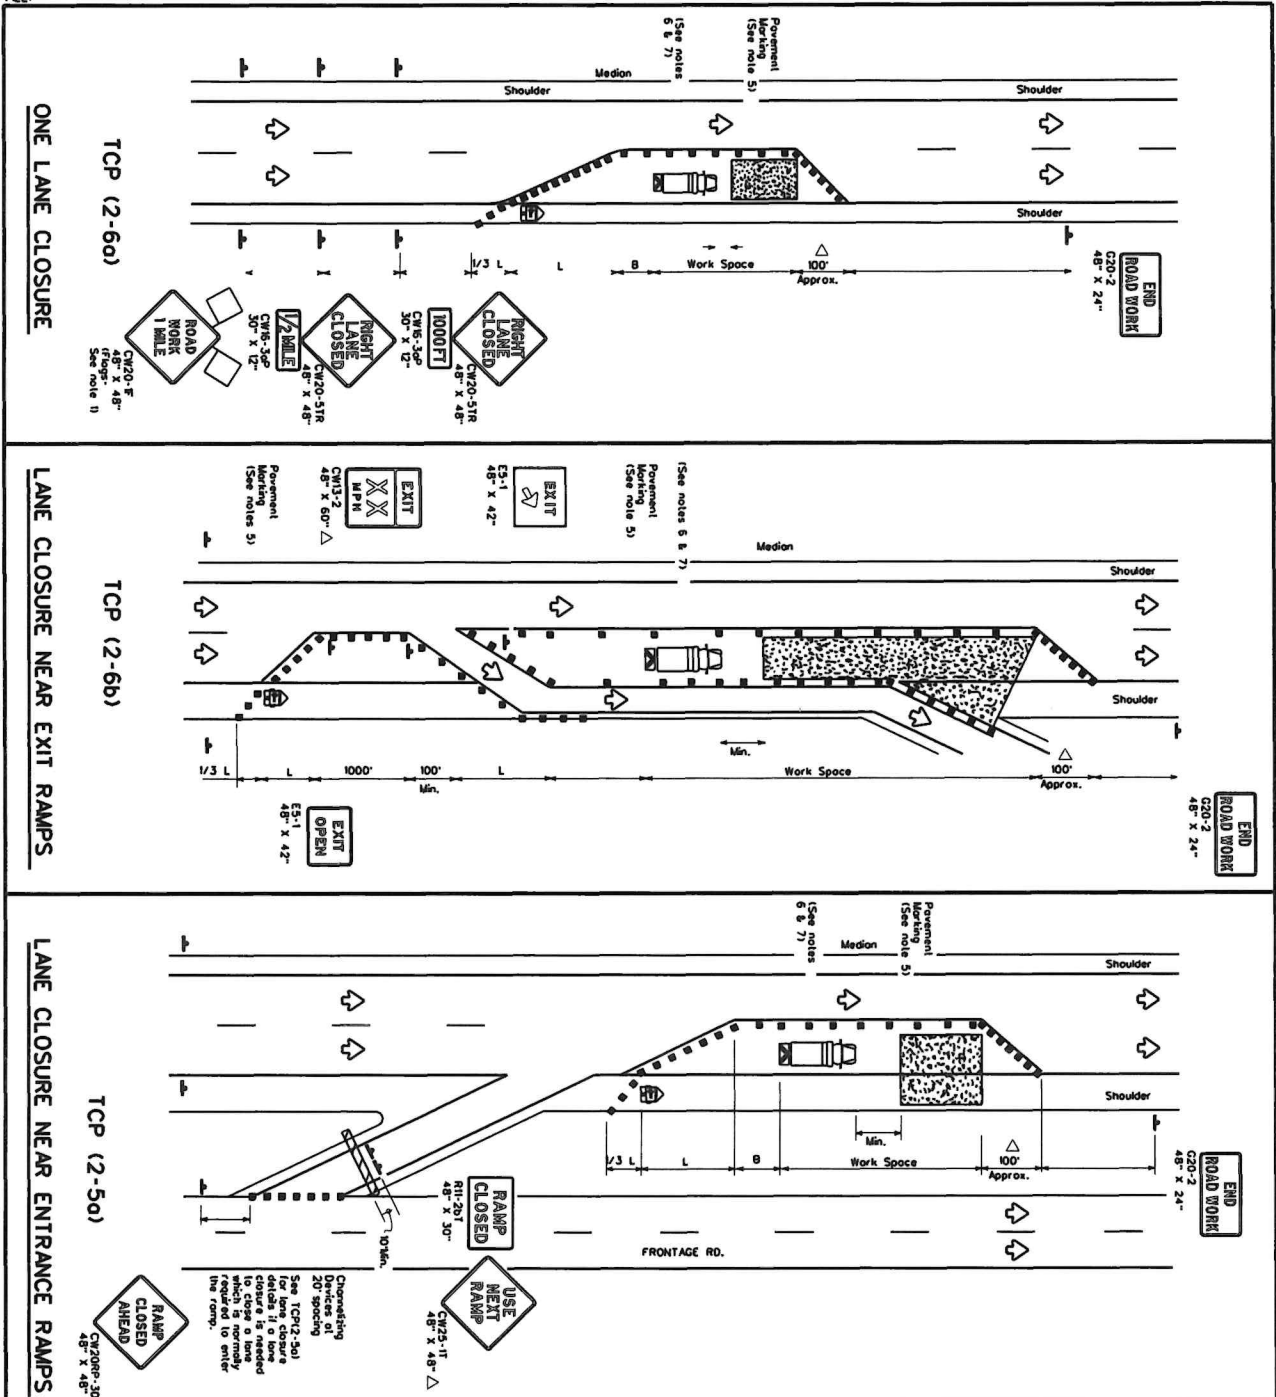 Pavement
Marking
(See note 5)
(See notes
6 & 7)
Median
Shoulder
Shoulder
Shoulder
1/3 L
L
B
Work Space
100'
Approx.
△
END
ROAD WORK
G20-2
48" X 24"
RIGHT
LANE
CLOSED
CW20-5TR
48" X 48"
1000 FT
CW16-3aP
30" X 12"
RIGHT
LANE
CLOSED
CW20-5TR
48" X 48"
1/2 MILE
CW16-3aP
30" X 12"
ROAD
WORK
1 MILE
CW20-1F
48" X 48"
(Flags-
See note 1)
TCP (2-6a)
ONE LANE CLOSURE
(See notes 6 & 7)
Pavement
Marking
(See note 5)
EXIT
E5-1
48" X 42"
EXIT
XX
MPH
CW13-2
48" X 60" △
Pavement
Marking
(See notes 5)
Median
Shoulder
Shoulder
1/3 L
L
1000'
100'
Min.
L
Min.
Work Space
△
100'
Approx.
EXIT
OPEN
E5-1
48" X 42"
END
ROAD WORK
G20-2
48" X 24"
TCP (2-6b)
LANE CLOSURE NEAR EXIT RAMPS
Pavement
Marking
(See note 5)
(See notes
6 & 7)
Median
Shoulder
Shoulder
1/3 L
L
B
Min.
Work Space
△
100'
Approx.
END
ROAD WORK
G20-2
48" X 24"
FRONTAGE RD.
10' Min.
RAMP
CLOSED
R11-2bT
48" X 30"
USE
NEXT
RAMP
CW25-1T
48" X 48" △
Channelizing
Devices at
20' spacing
See TCP(2-5a)
for lane closure
details if a lane
closure is needed
to close a lane
which is normally
required to enter
the ramp.
RAMP
CLOSED
AHEAD
CW20RP-3D
48" X 48"
TCP (2-5a)
LANE CLOSURE NEAR ENTRANCE RAMPS